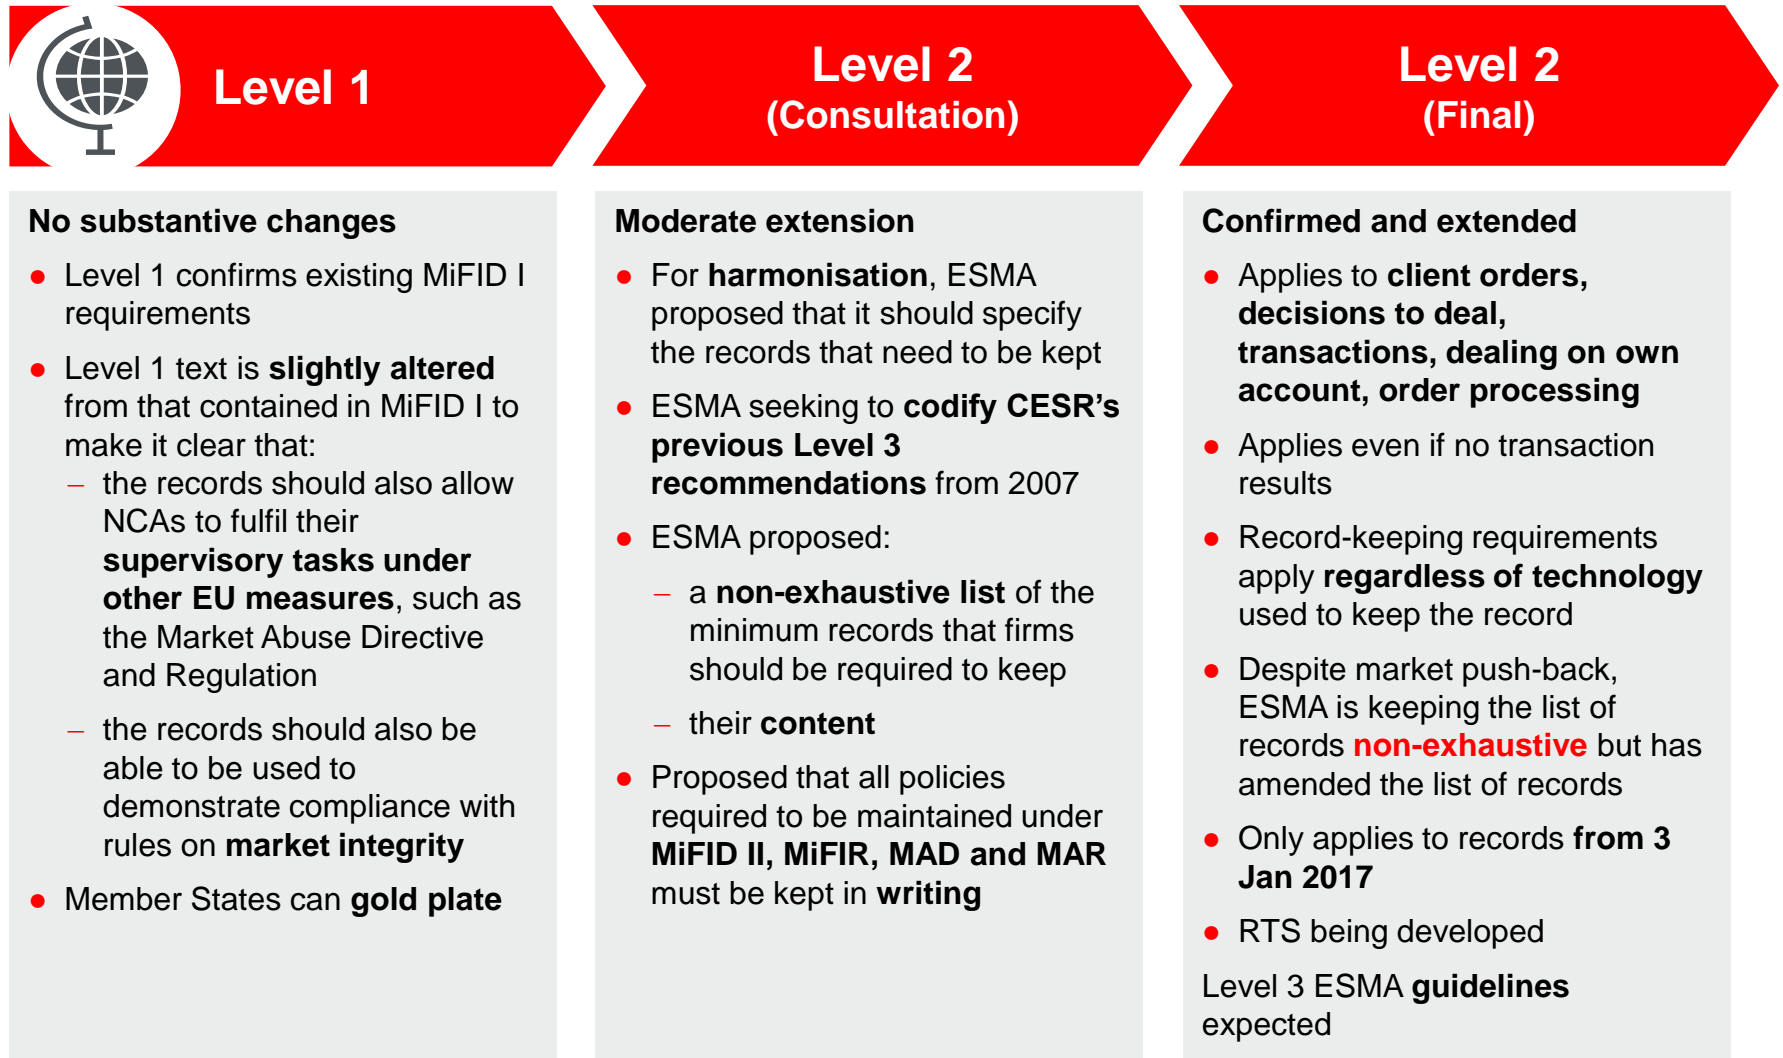 Level 1
Level 2
(Consultation)
Level 2
(Final)
No substantive changes
● Level 1 confirms existing MiFID I
requirements
● Level 1 text is slightly altered
from that contained in MiFID I to
make it clear that:
– the records should also allow
NCAs to fulfil their
supervisory tasks under
other EU measures, such as
the Market Abuse Directive
and Regulation
– the records should also be
able to be used to
demonstrate compliance with
rules on market integrity
● Member States can gold plate
Moderate extension
● For harmonisation, ESMA
proposed that it should specify
the records that need to be kept
● ESMA seeking to codify CESR’s
previous Level 3
recommendations from 2007
● ESMA proposed:
– a non-exhaustive list of the
minimum records that firms
should be required to keep
– their content
● Proposed that all policies
required to be maintained under
MiFID II, MiFIR, MAD and MAR
must be kept in writing
Confirmed and extended
● Applies to client orders,
decisions to deal,
transactions, dealing on own
account, order processing
● Applies even if no transaction
results
● Record-keeping requirements
apply regardless of technology
used to keep the record
● Despite market push-back,
ESMA is keeping the list of
records non-exhaustive but has
amended the list of records
● Only applies to records from 3
Jan 2017
● RTS being developed
Level 3 ESMA guidelines
expected